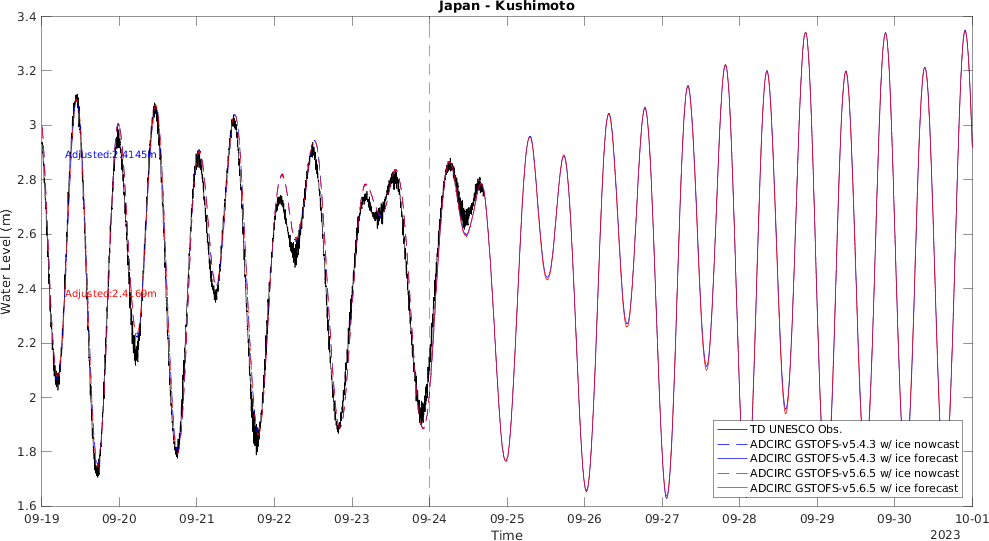 Japan - Kushimoto
3.4
3.2
3
2.8
2.6
2.4
2.2
2
1.8
1.6
Water Level (m)
Adjusted:2.4145m
Adjusted:2.4169m
TD UNESCO Obs.
ADCIRC GSTOFS-v5.4.3 w/ ice nowcast
ADCIRC GSTOFS-v5.4.3 w/ ice forecast
ADCIRC GSTOFS-v5.6.5 w/ ice nowcast
ADCIRC GSTOFS-v5.6.5 w/ ice forecast
09-19 09-20 09-21 09-22 09-23 09-24 09-25 09-26 09-27 09-28 09-29 09-30 10-01
Time
2023